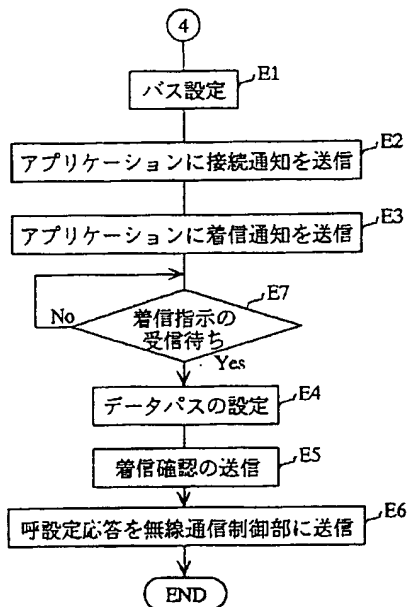 4
バス設定
E1
アプリケーションに接続通知を送信
E2
アプリケーションに着信通知を送信
E3
着信指示の
受信待ち
E7
No
Yes
データパスの設定
E4
着信確認の送信
E5
呼設定応答を無線通信制御部に送信
E6
END